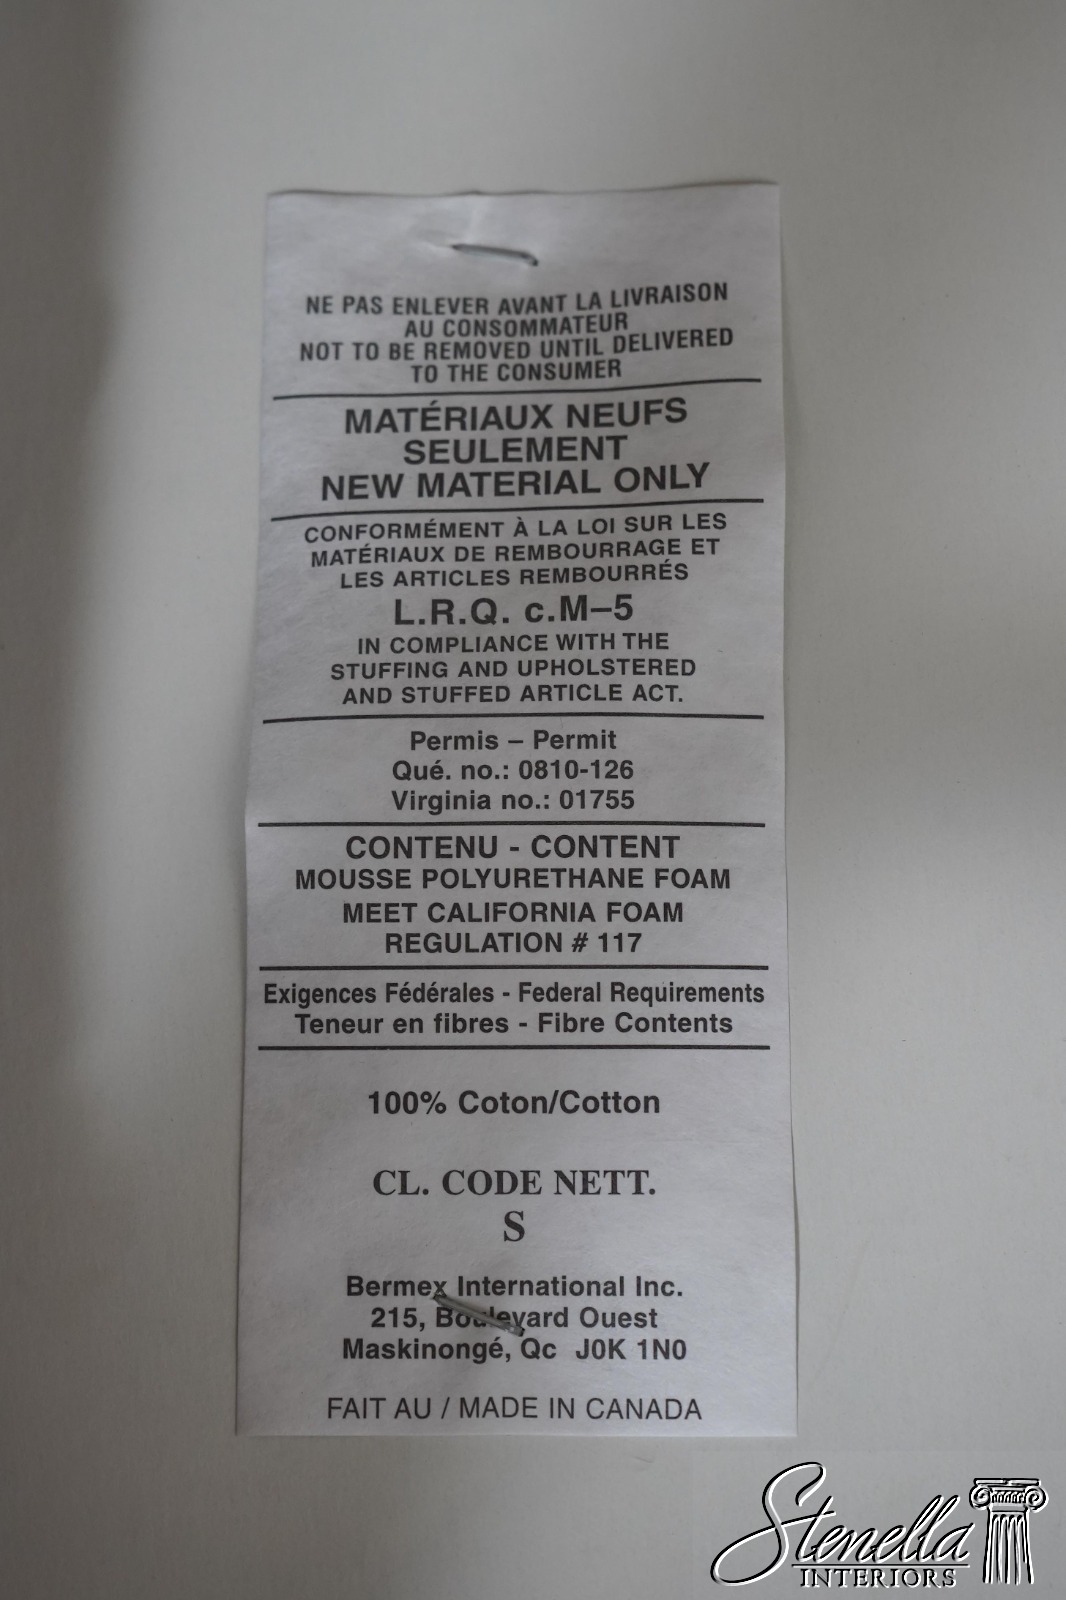 NE PAS ENLEVER AVANT LA LIVRAISON
AU CONSOMMATEUR
NOT TO BE REMOVED UNTIL DELIVERED
TO THE CONSUMER
MATÉRIAUX NEUFS
SEULEMENT
NEW MATERIAL ONLY
CONFORMÉMENT À LA LOI SUR LES
MATÉRIAUX DE REMBOURRAGE ET
LES ARTICLES REMBOURRÉS
L.R.Q. c.M–5
IN COMPLIANCE WITH THE
STUFFING AND UPHOLSTERED
AND STUFFED ARTICLE ACT.
Permis – Permit
Qué. no.: 0810-126
Virginia no.: 01755
CONTENU - CONTENT
MOUSSE POLYURETHANE FOAM
MEET CALIFORNIA FOAM
REGULATION # 117
Exigences Fédérales - Federal Requirements
Teneur en fibres - Fibre Contents
100% Coton/Cotton
CL. CODE NETT.
S
Bermex International Inc.
215, Boulevard Ouest
Maskinongé, Qc J0K 1N0
FAIT AU / MADE IN CANADA
Stenella
INTERIORS